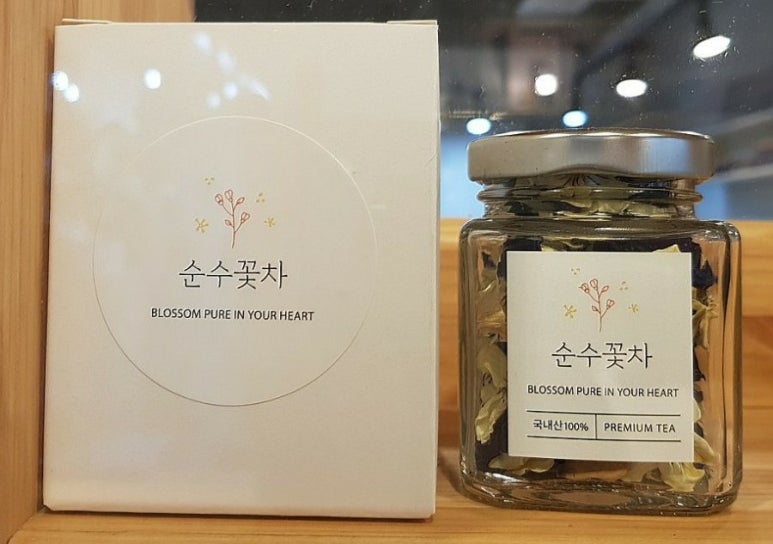 순수꽃차
BLOSSOM PURE IN YOUR HEART
순수꽃차
BLOSSOM PURE IN YOUR HEART
국내산100% PREMIUM TEA